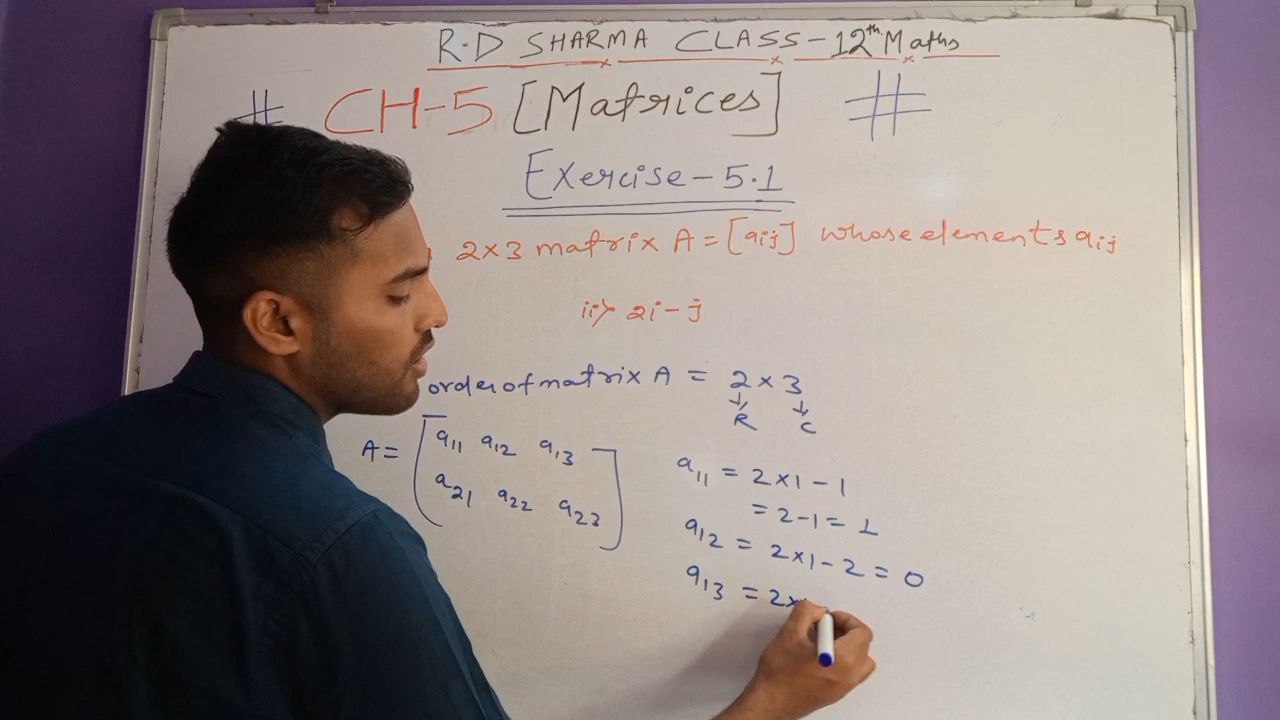 R.D SHARMA CLASS-12th Maths
# CH-5 [Matrices] #
Exercise-5.1
2×3 matrix A = [aij] whose elements aij
ii> 2i-j
order of matrix A = 2 × 3
R C
A = [a11 a12 a13
a21 a22 a23]
a11 = 2×1-1
= 2-1 = 1
a12 = 2×1-2 = 0
a13 = 2×